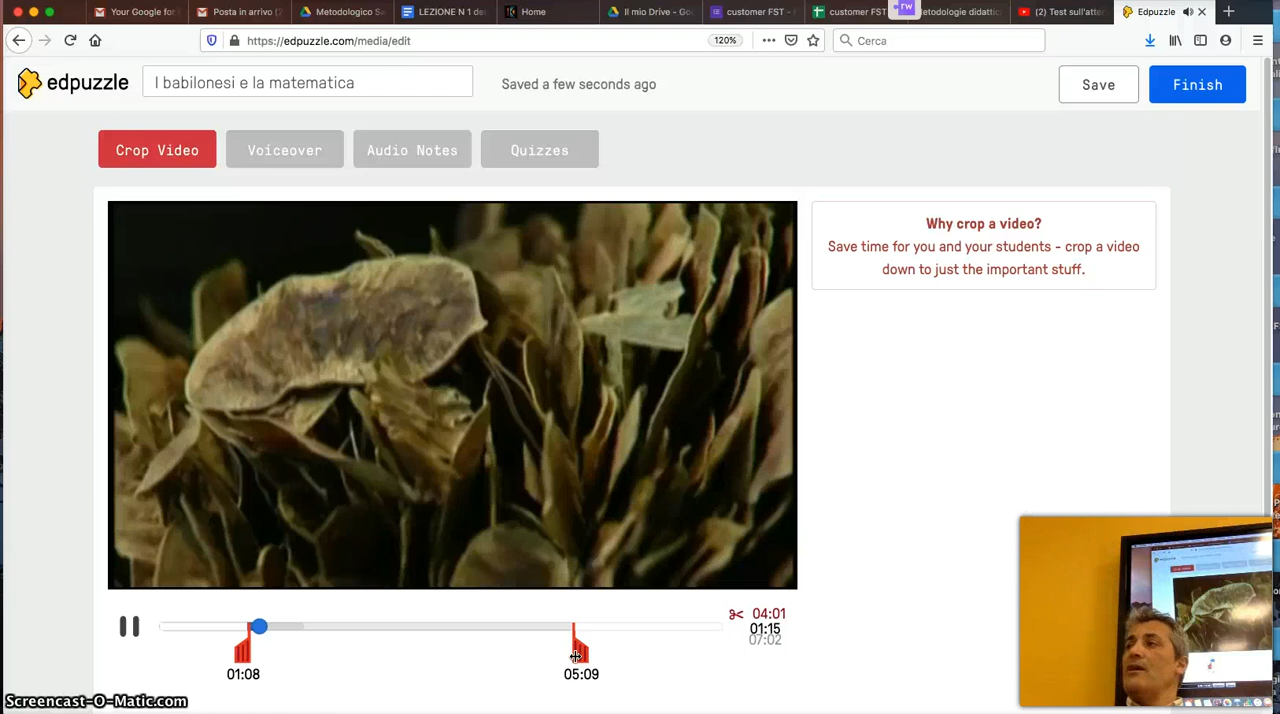 Your Google for
Posta in arrivo (2
Metodologico S
LEZIONE N 1 de
Home
Il mio Drive - Go
customer FST -
customer FST
rw
etodologie didatti
(2) Test sull'atte
Edpuzzle
https://edpuzzle.com/media/edit
120%
Cerca
edpuzzle
I babilonesi e la matematica
Saved a few seconds ago
Save
Finish
Crop Video
Voiceover
Audio Notes
Quizzes
Why crop a video?
Save time for you and your students - crop a video
down to just the important stuff.
04:01
01:15
07:02
01:08
05:09
Screencast-O-Matic.com